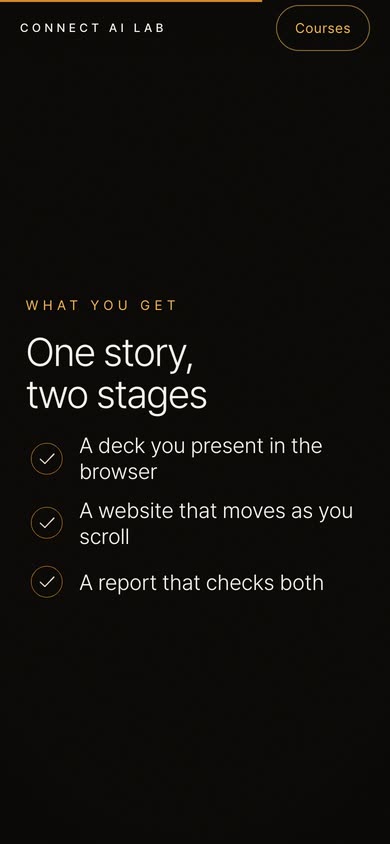 CONNECT AI LAB
Courses
WHAT YOU GET
One story,
two stages
A deck you present in the
browser
A website that moves as you
scroll
A report that checks both